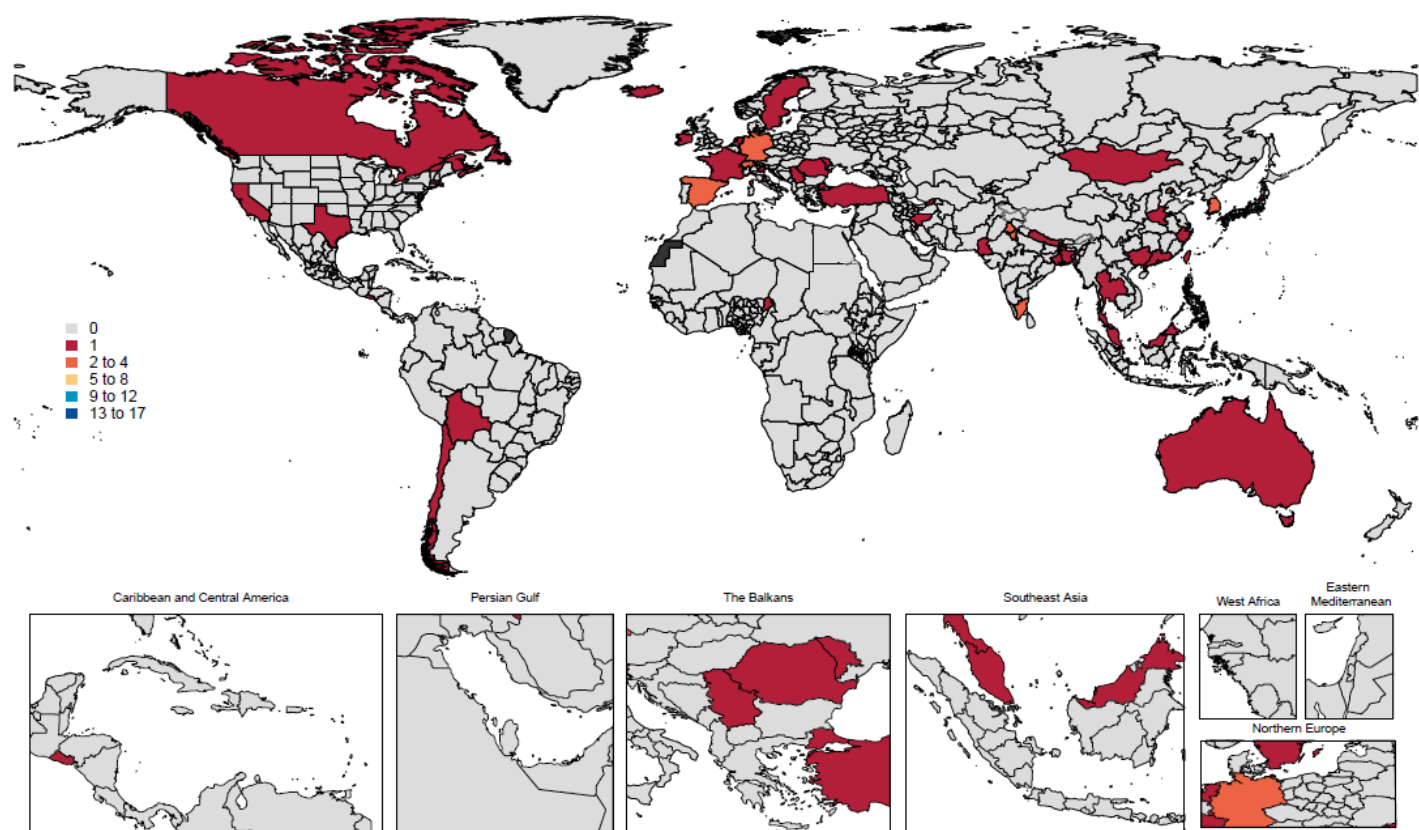 0
1
2 to 4
5 to 8
9 to 12
13 to 17
Caribbean and Central America
Persian Gulf
The Balkans
Southeast Asia
West Africa
Eastern
Mediterranean
Northern Europe